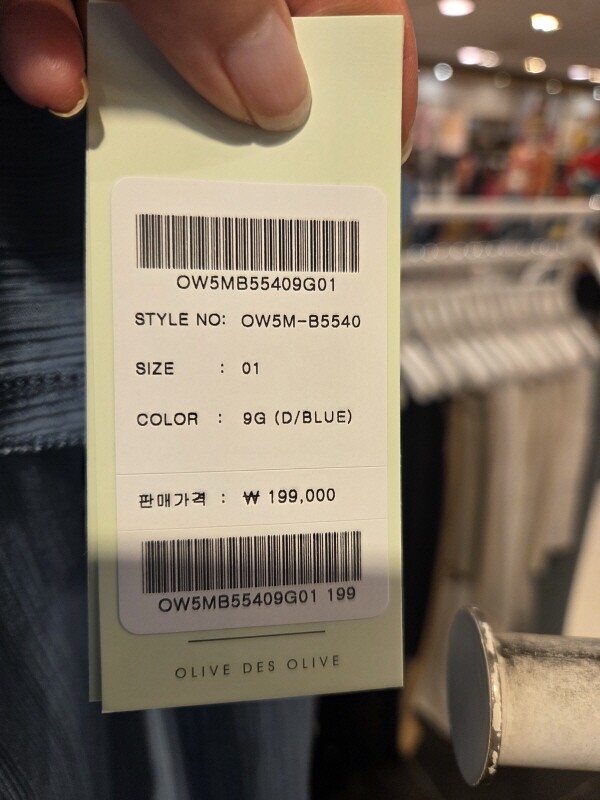 OW5MB55409G01
STYLE NO: OW5M-B5540
SIZE : 01
COLOR : 9G (D/BLUE)
판매가격 : ₩ 199,000
OW5MB55409G01 199
OLIVE DES OLIVE